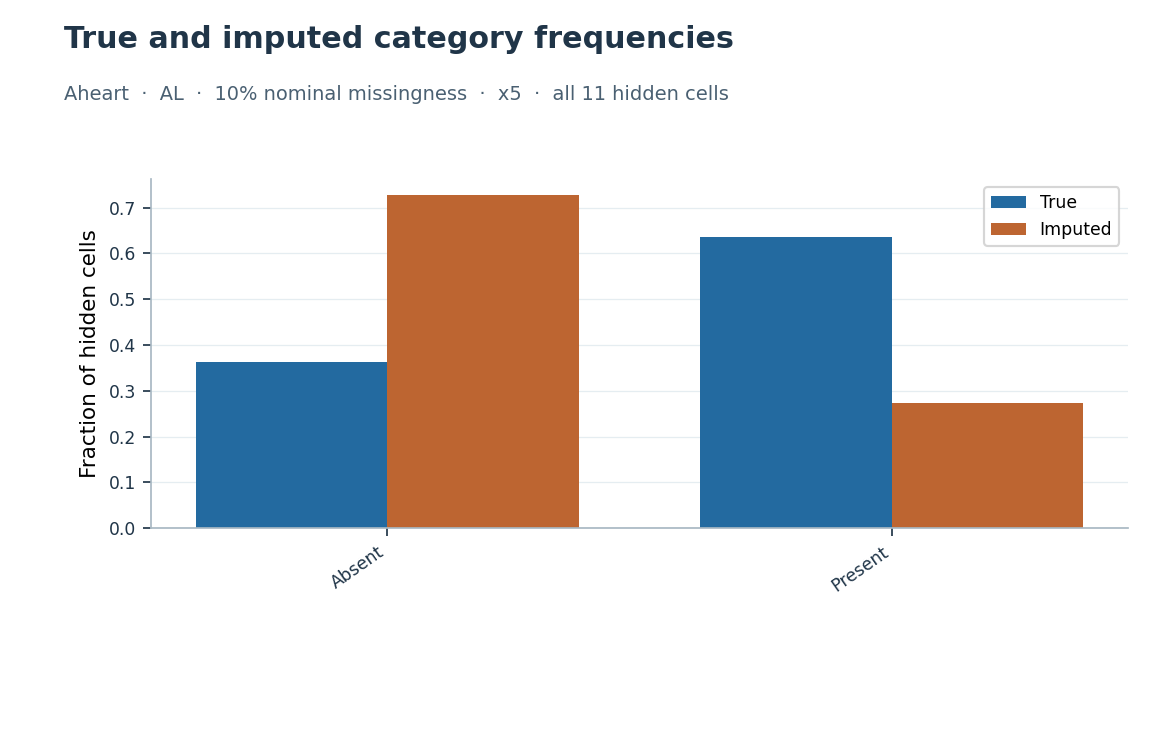 True and imputed category frequencies
Aheart · AL · 10% nominal missingness · x5 · all 11 hidden cells
Fraction of hidden cells
0.7
0.6
0.5
0.4
0.3
0.2
0.1
0.0
True
Imputed
Absent
Present